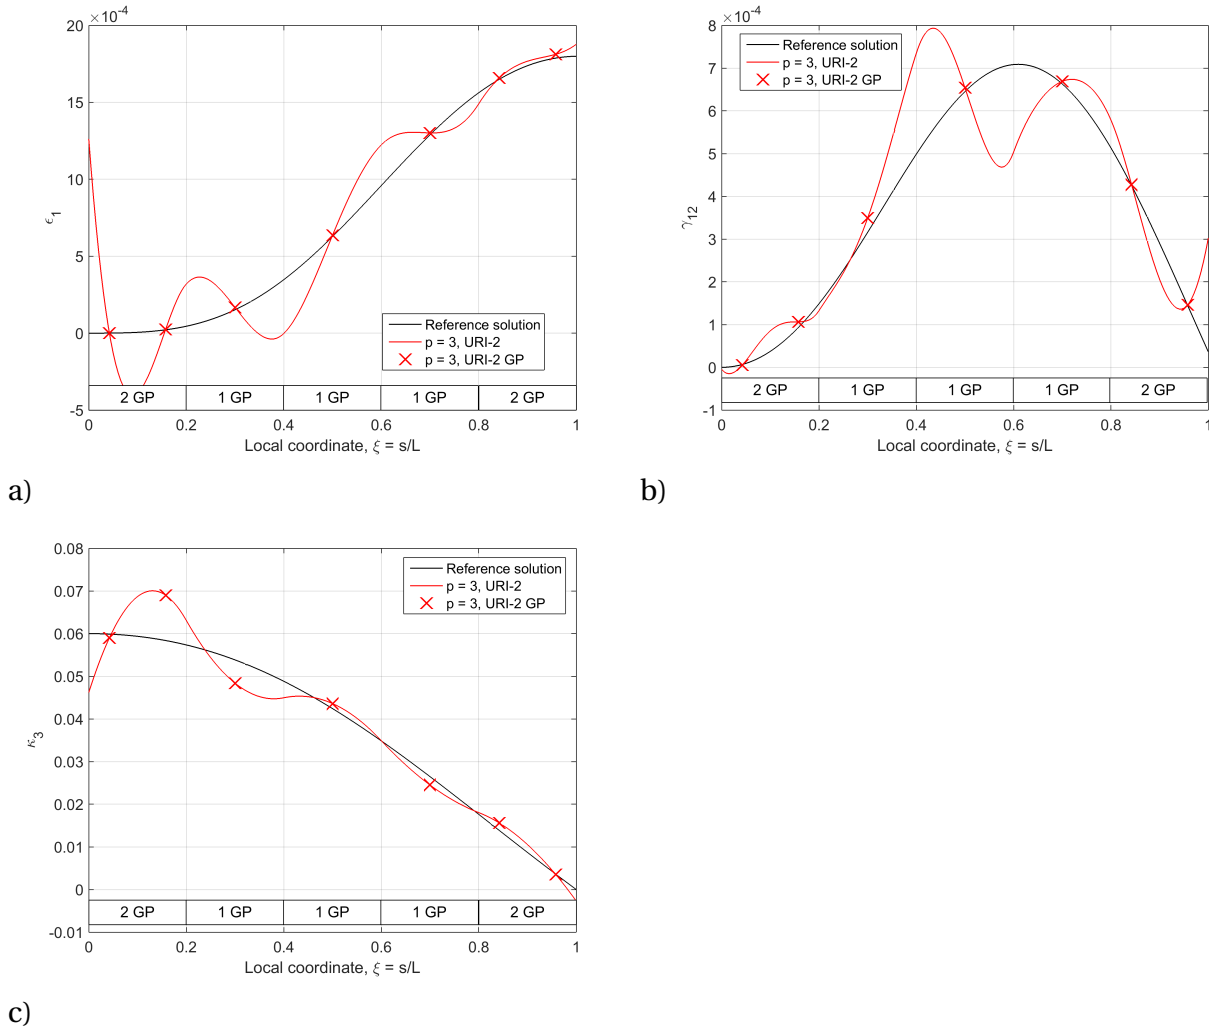 ×10⁻⁴
20
15
10
5
0
-5
ϵ₁
Reference solution
p = 3, URI-2
p = 3, URI-2 GP
2 GP 1 GP 1 GP 1 GP 2 GP
0 0.2 0.4 0.6 0.8 1
Local coordinate, ξ = s/L
a)
×10⁻⁴
8
7
6
5
4
3
2
1
0
-1
γ₁₂
Reference solution
p = 3, URI-2
p = 3, URI-2 GP
2 GP 1 GP 1 GP 1 GP 2 GP
0 0.2 0.4 0.6 0.8 1
Local coordinate, ξ = s/L
b)
0.08
0.07
0.06
0.05
0.04
0.03
0.02
0.01
0
-0.01
κ₃
Reference solution
p = 3, URI-2
p = 3, URI-2 GP
2 GP 1 GP 1 GP 1 GP 2 GP
0 0.2 0.4 0.6 0.8 1
Local coordinate, ξ = s/L
c)